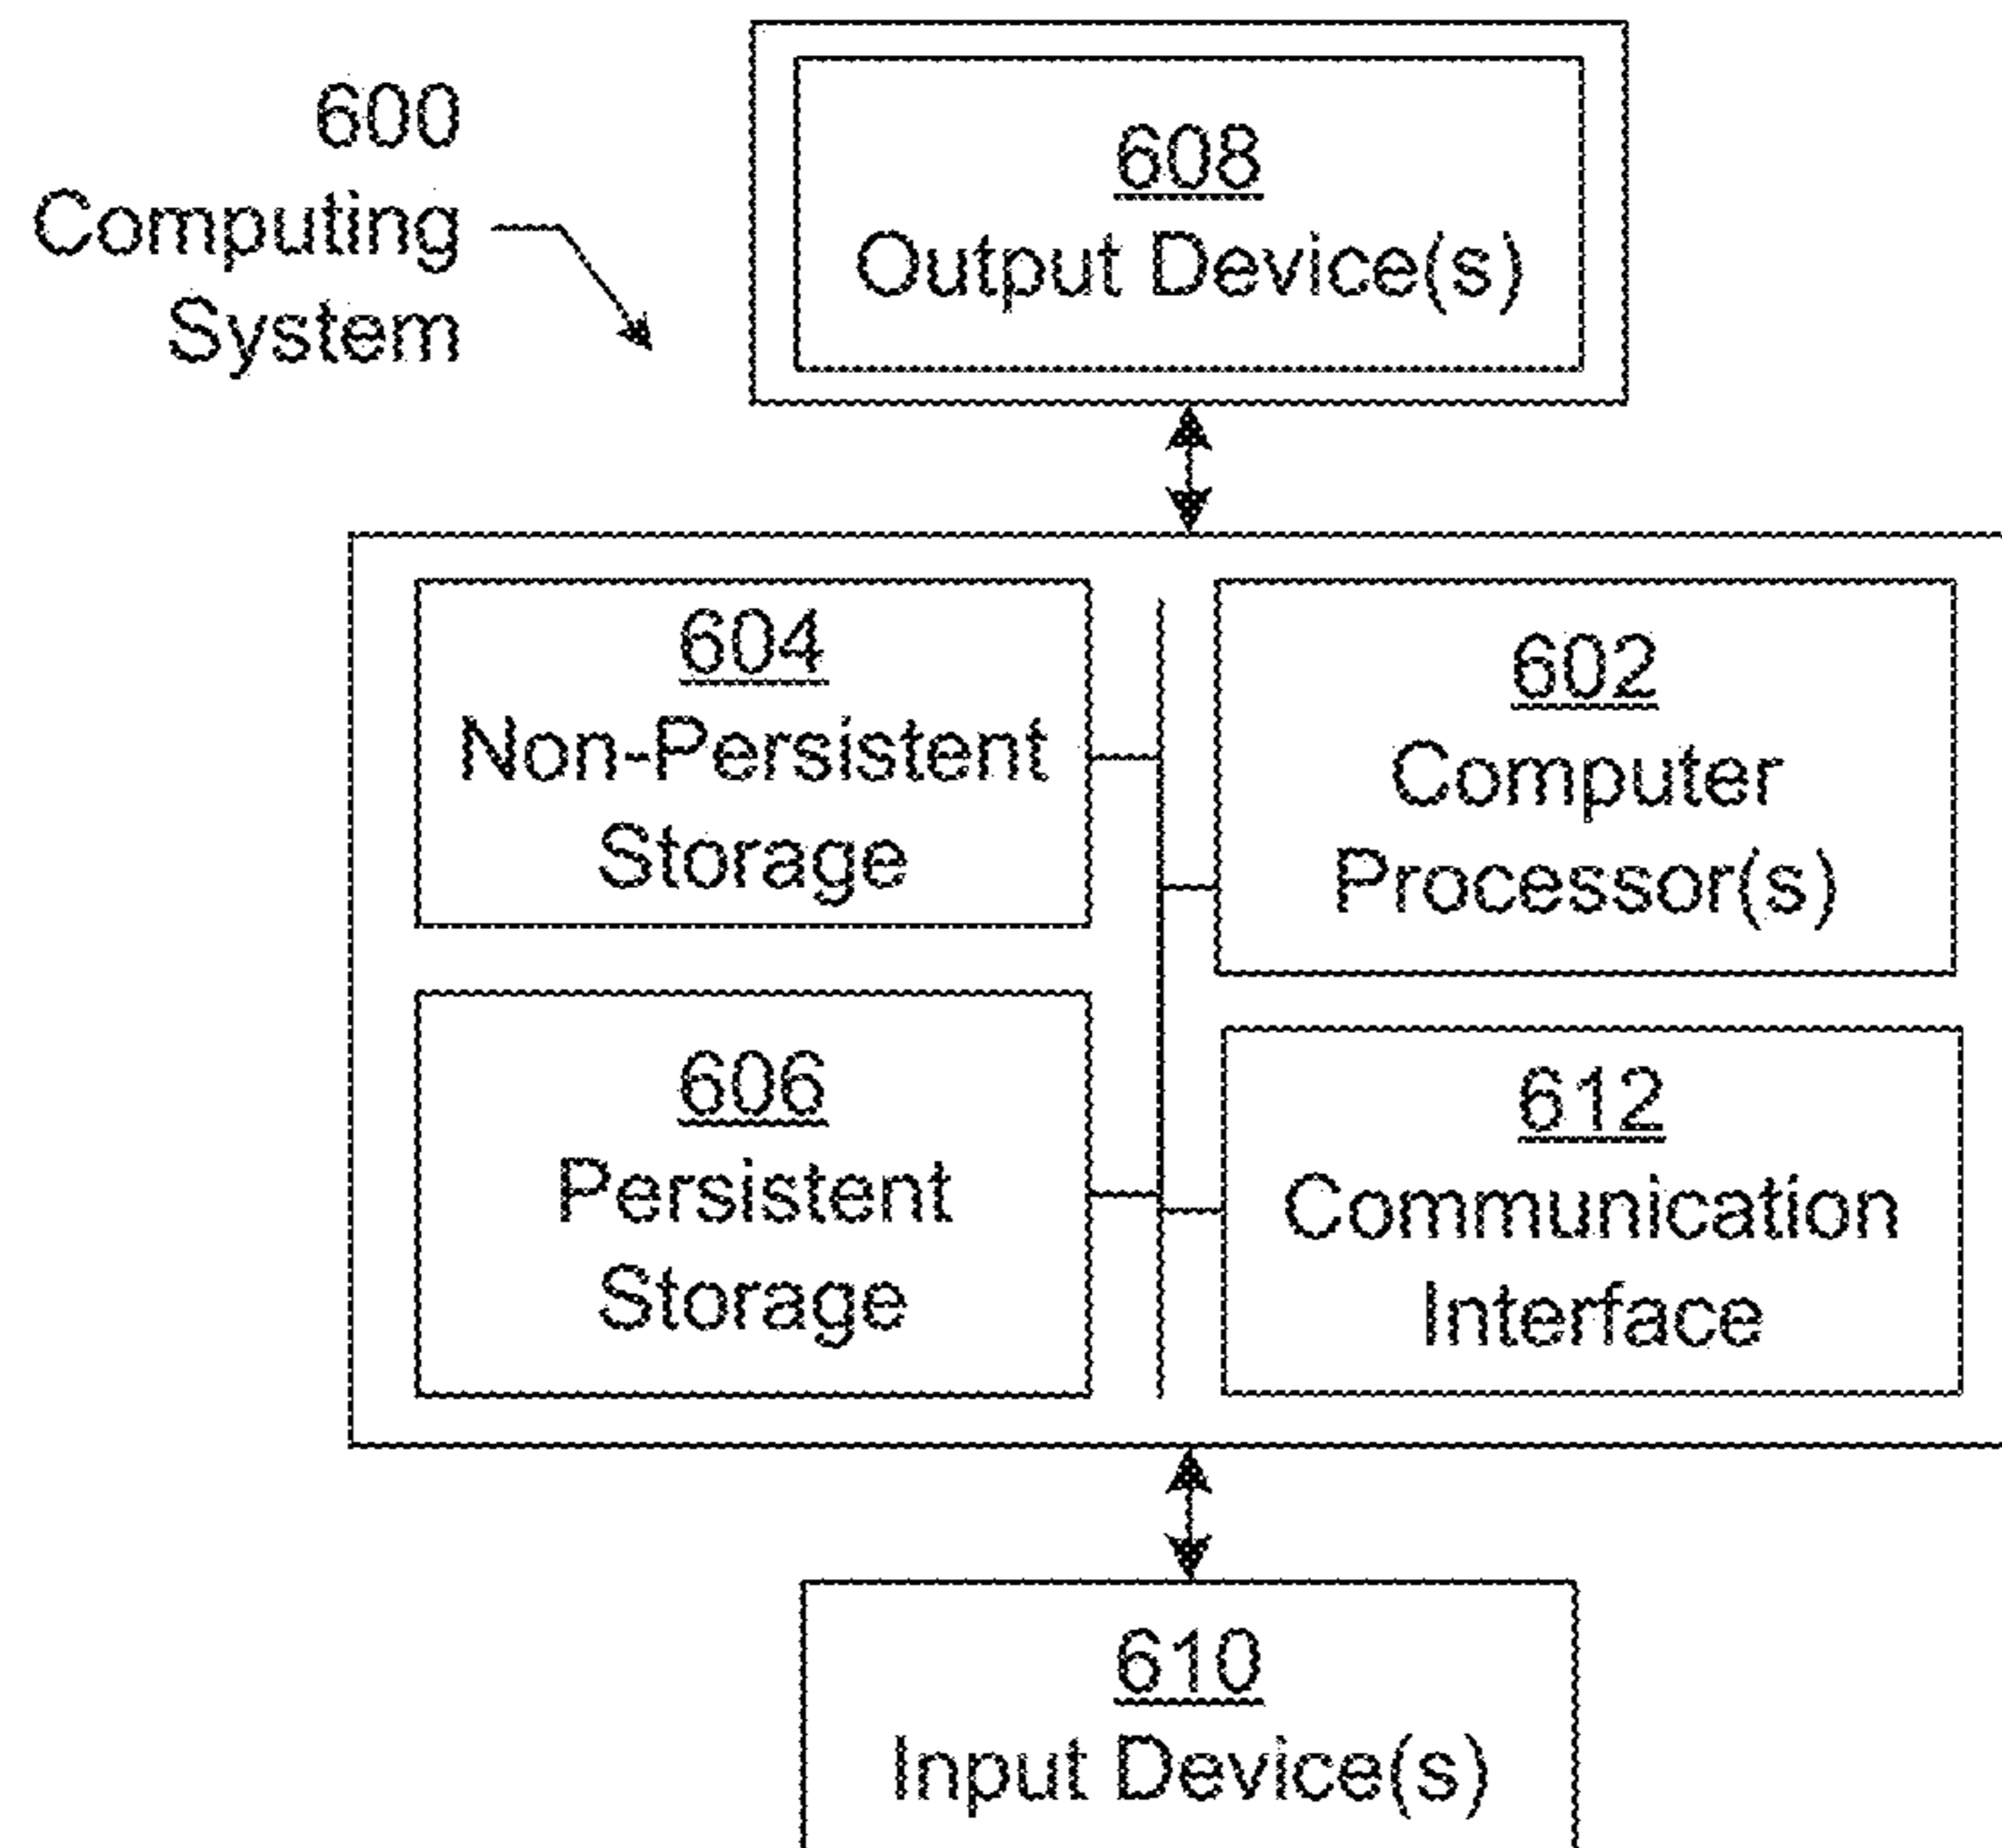 600
Computing
System
608
Output Device(s)
604
Non-Persistent
Storage
602
Computer
Processor(s)
606
Persistent
Storage
612
Communication
Interface
610
Input Device(s)